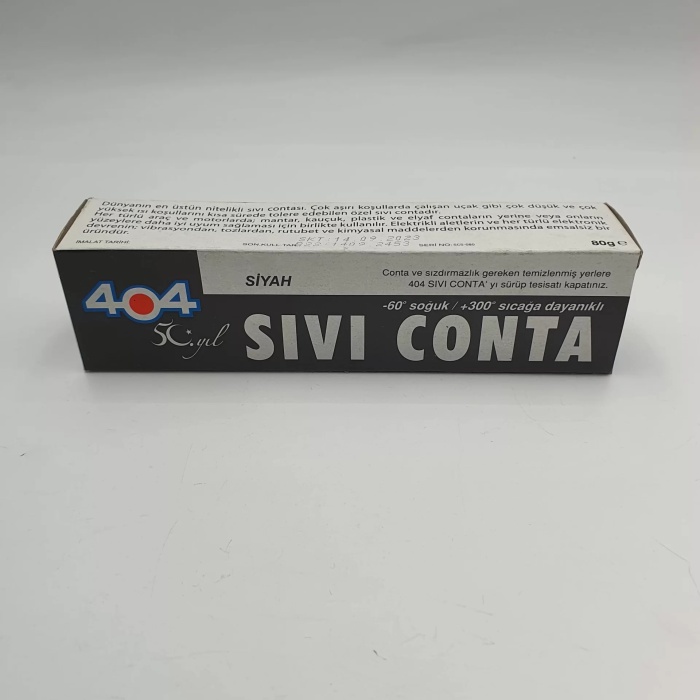 Dünyanın en üstün nitelikli sıvı contası. Çok aşırı koşullarda çalışan uçak gibi çok düşük ve çok
yüksek ısı koşullarını kısa sürede tolere edebilen özel sıvı contadır.
Her türlü araç ve motorlarda; mantar, kauçuk, plastik ve elyaf contaların yerine veya onların
yüzeylere daha iyi uyum sağlaması için birlikte kullanılır. Elektrikli aletlerin ve her türlü elektronik
devrenin; vibrasyondan, tozlardan, rutubet ve kimyasal maddelerden korunmasında emsalsiz bir
üründür.
İMALAT TARİHİ
SON.KULL.TAR.
SKT 14 09 2023
SERİ NO:
80g e
SİYAH
Conta ve sızdırmazlık gereken temizlenmiş yerlere
404 SIVI CONTA' yı sürüp tesisatı kapatınız.
404
-60° soğuk / +300° sıcağa dayanıklı
50.yıl
SIVI CONTA